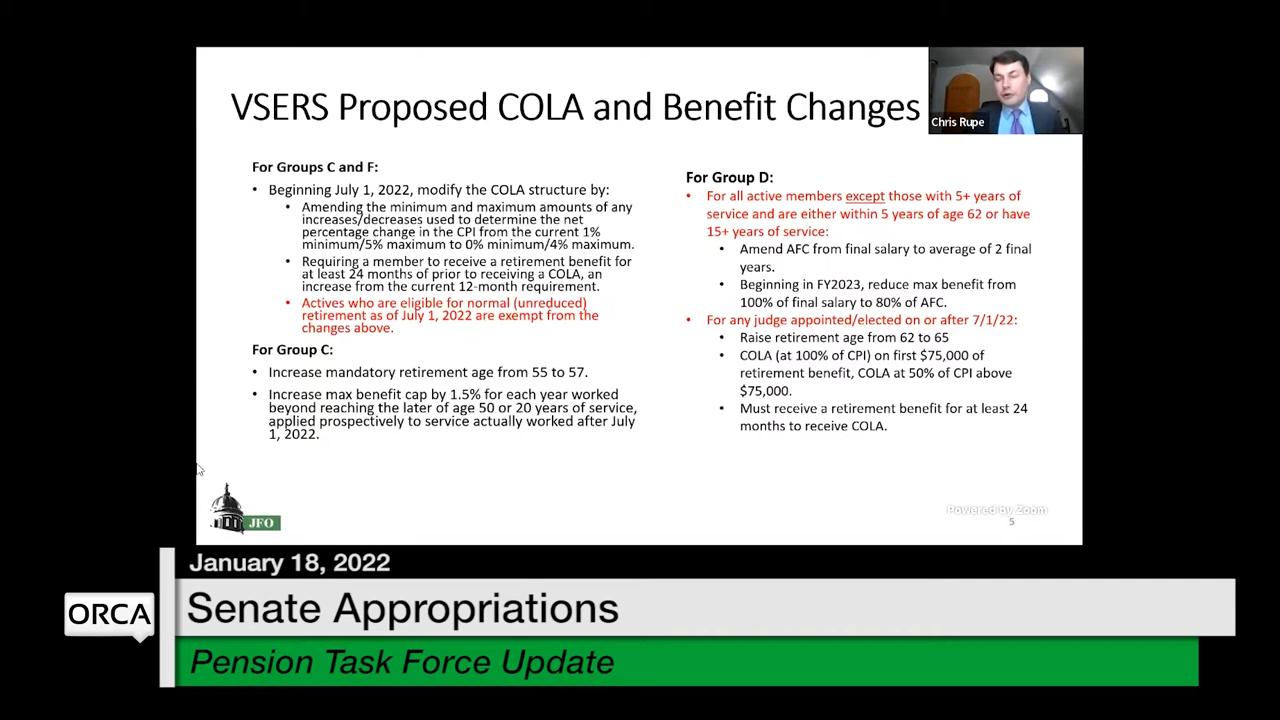 VSERS Proposed COLA and Benefit Changes
Chris Rupe
For Groups C and F:
• Beginning July 1, 2022, modify the COLA structure by:
• Amending the minimum and maximum amounts of any
increases/decreases used to determine the net
percentage change in the CPI from the current 1%
minimum/5% maximum to 0% minimum/4% maximum.
• Requiring a member to receive a retirement benefit for
at least 24 months of prior to receiving a COLA, an
increase from the current 12-month requirement.
• Actives who are eligible for normal (unreduced)
retirement as of July 1, 2022 are exempt from the
changes above.
For Group C:
• Increase mandatory retirement age from 55 to 57.
• Increase max benefit cap by 1.5% for each year worked
beyond reaching the later of age 50 or 20 years of service,
applied prospectively to service actually worked after July
1, 2022.
For Group D:
• For all active members except those with 5+ years of
service and are either within 5 years of age 62 or have
15+ years of service:
• Amend AFC from final salary to average of 2 final
years.
• Beginning in FY2023, reduce max benefit from
100% of final salary to 80% of AFC.
• For any judge appointed/elected on or after 7/1/22:
• Raise retirement age from 62 to 65
• COLA (at 100% of CPI) on first $75,000 of
retirement benefit, COLA at 50% of CPI above
$75,000.
• Must receive a retirement benefit for at least 24
months to receive COLA.
JFO
Powered by Zoom
5
January 18, 2022
ORCA
Senate Appropriations
Pension Task Force Update